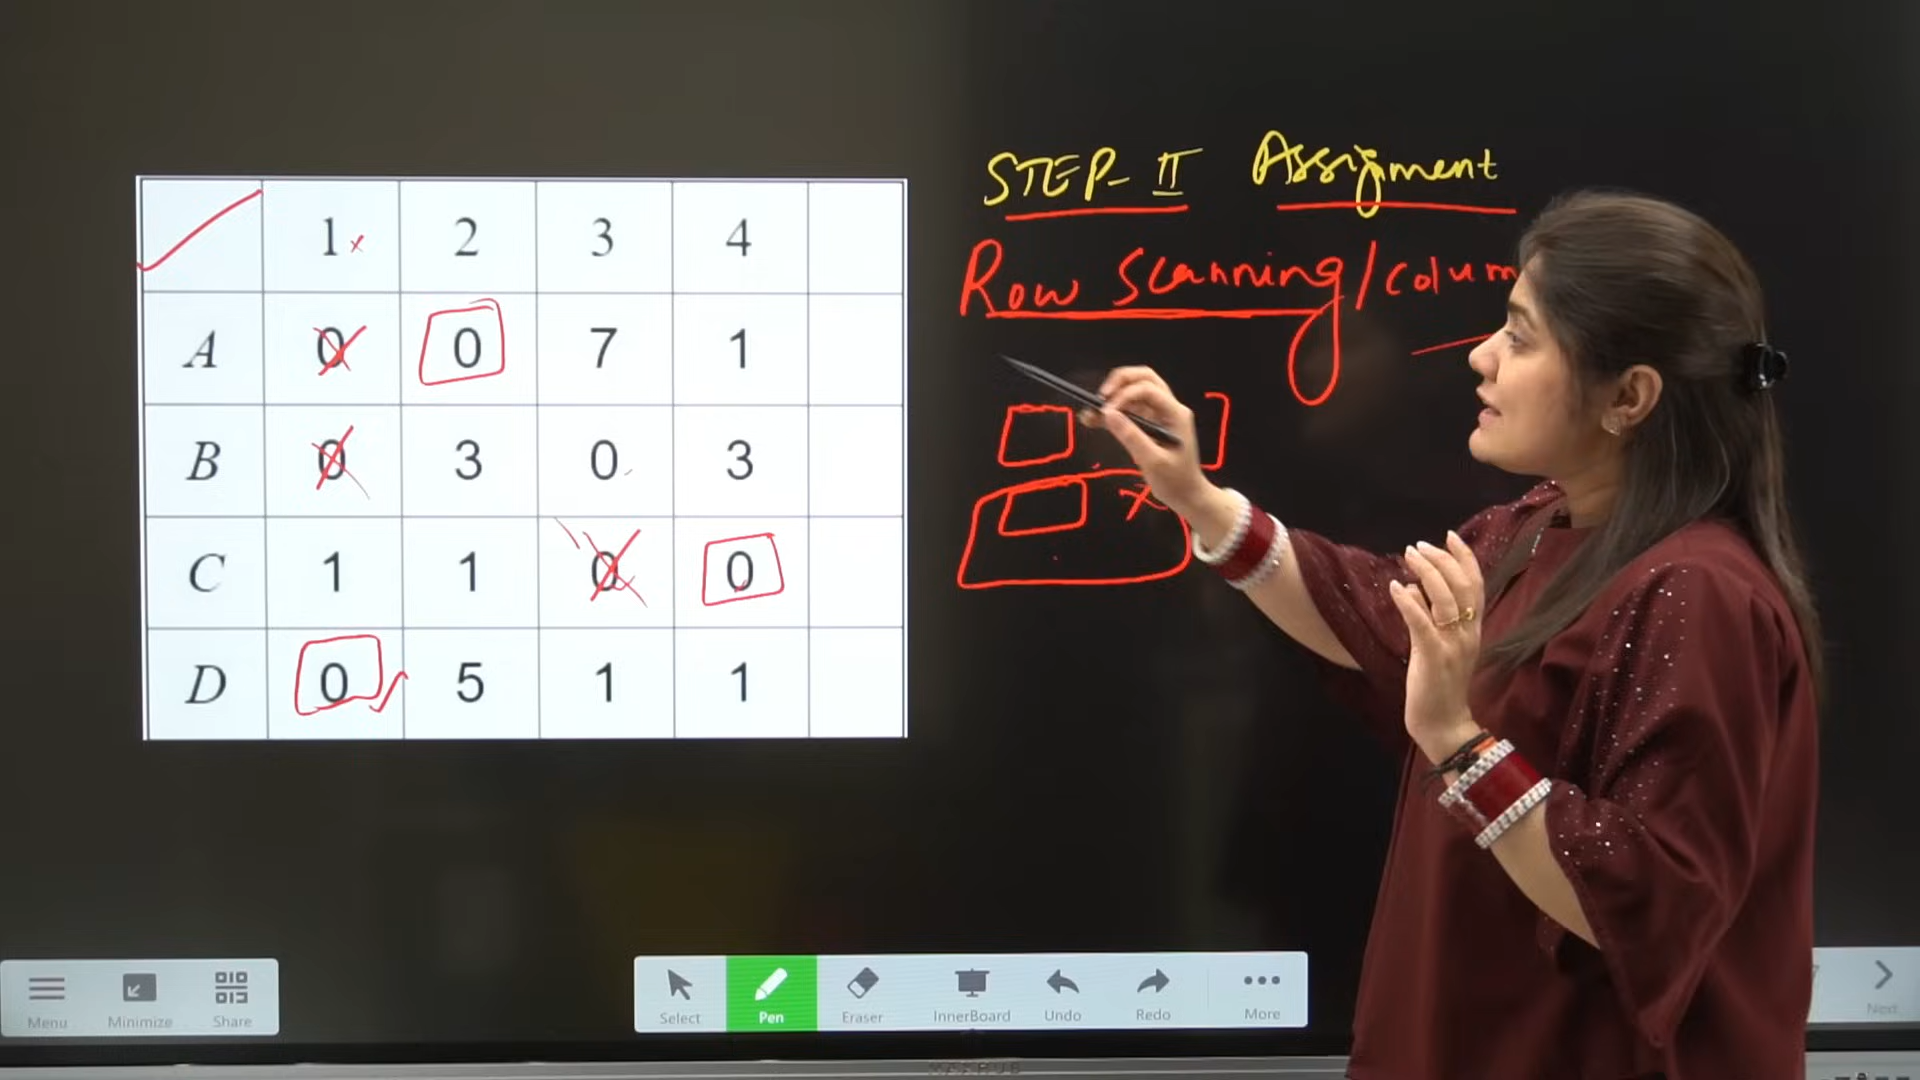 STEP-II Assignment
Row Scanning/colum
1 2 3 4
A 0 0 7 1
B 0 3 0 3
C 1 1 0 0
D 0 5 1 1
Menu Minimize Share
Select Pen Eraser InnerBoard Undo Redo More
Next